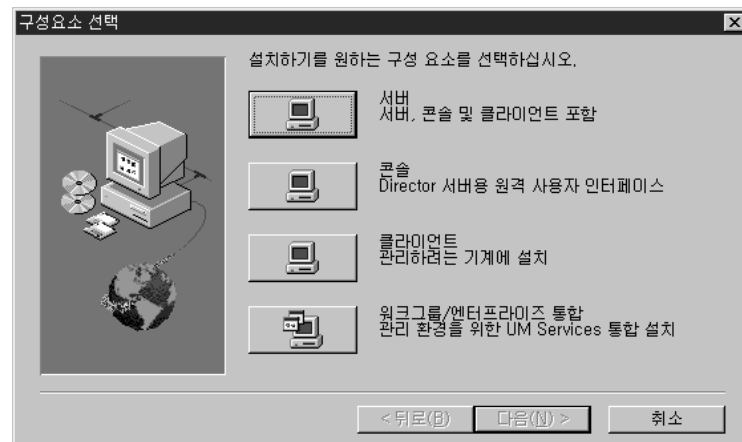 구성요소 선택
설치하기를 원하는 구성 요소를 선택하십시오.
서버
서버, 콘솔 및 클라이언트 포함
콘솔
Director 서버용 원격 사용자 인터페이스
클라이언트
관리하려는 기계에 설치
워크그룹/엔터프라이즈 통합
관리 환경을 위한 UM Services 통합 설치
< 뒤로(B)
다음(N) >
취소